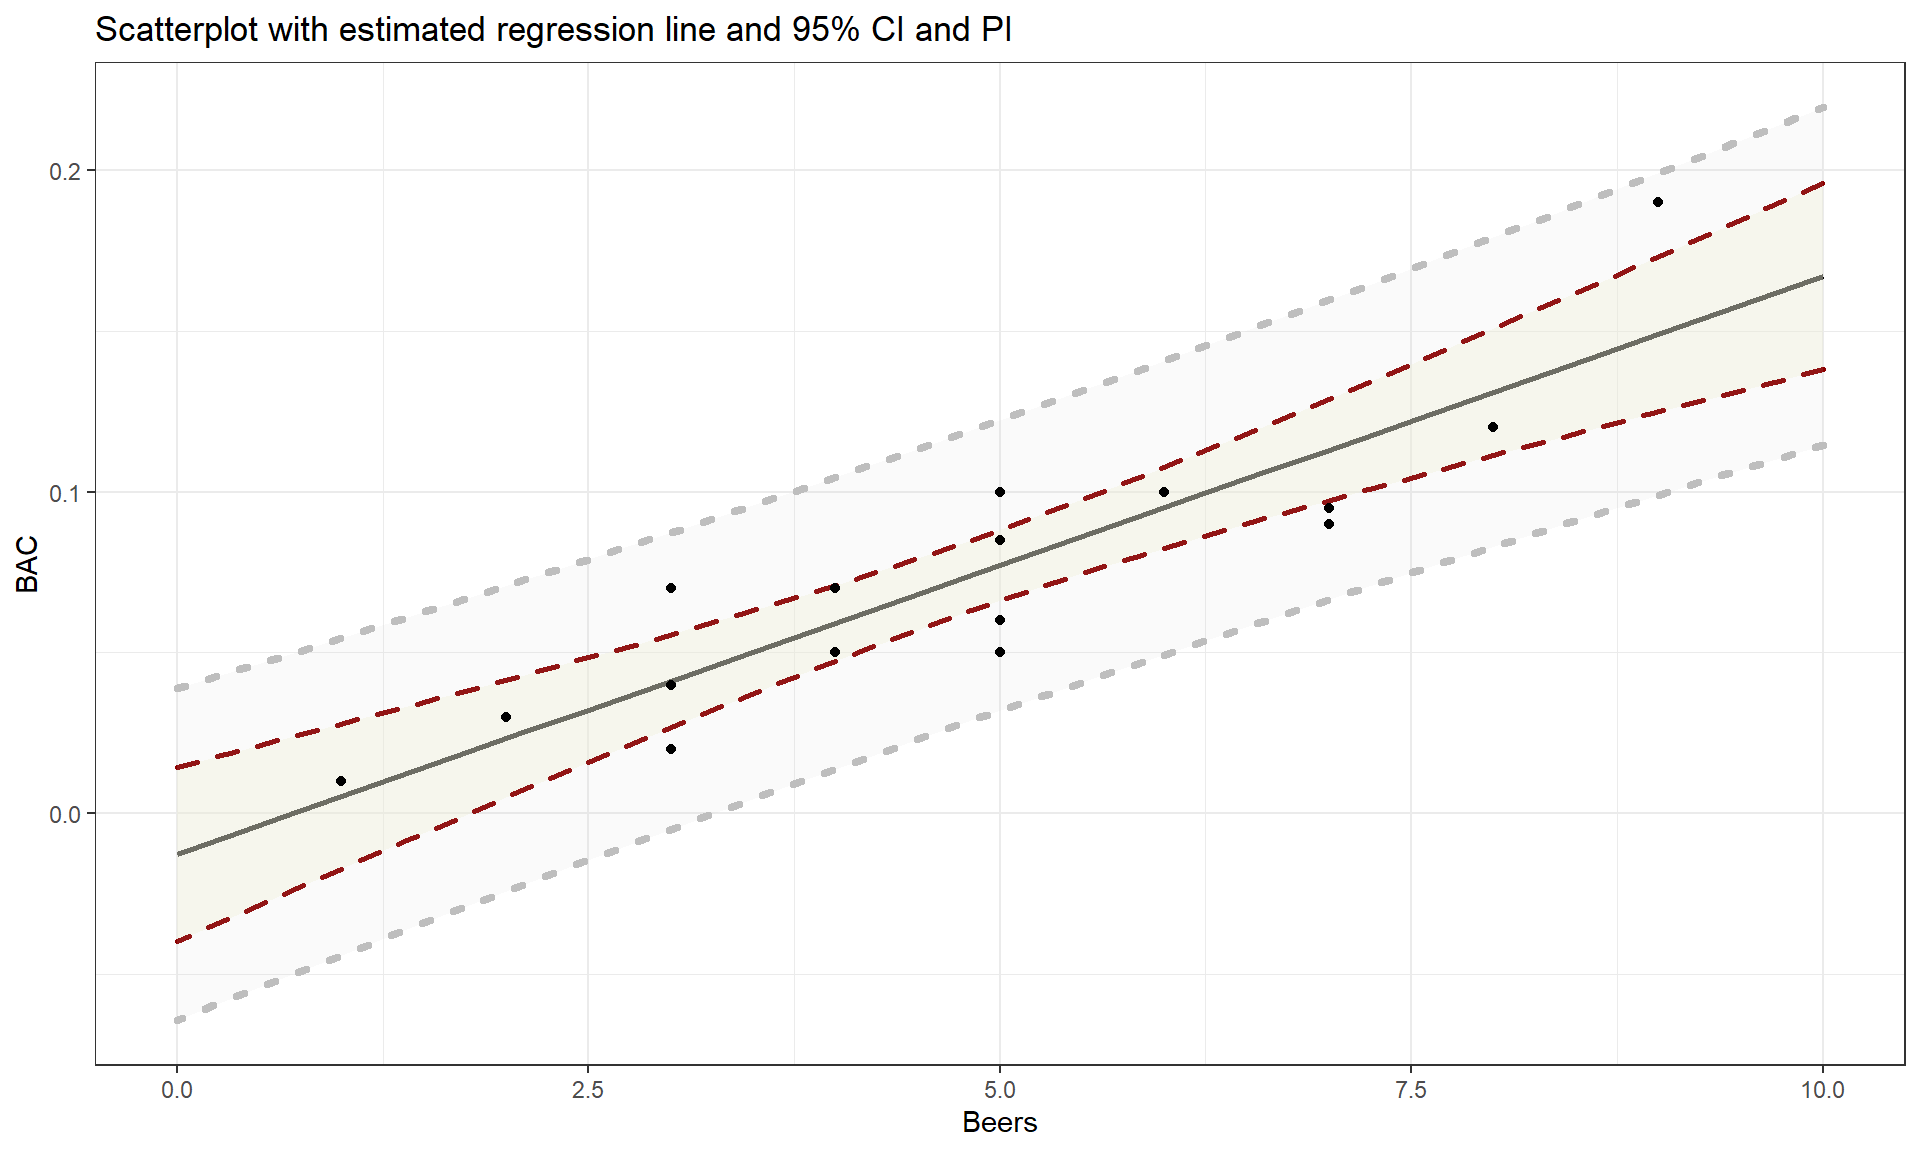 Scatterplot with estimated regression line and 95% CI and PI
0.2
0.1
0.0
BAC
0.0 2.5 5.0 7.5 10.0
Beers